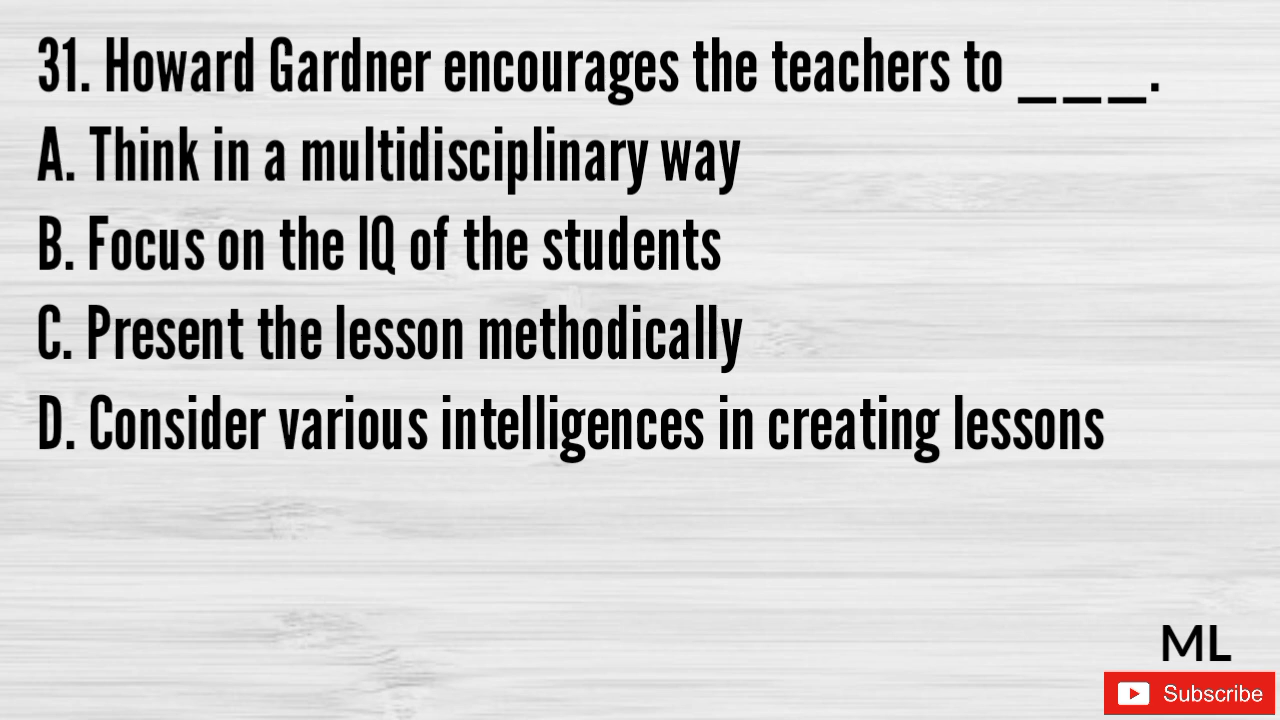 31. Howard Gardner encourages the teachers to _ _ _.
A. Think in a multidisciplinary way
B. Focus on the IQ of the students
C. Present the lesson methodically
D. Consider various intelligences in creating lessons
ML
Subscribe